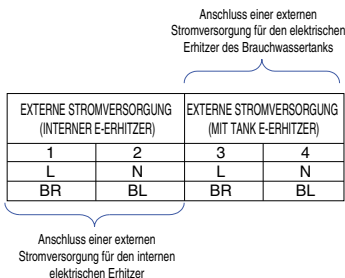 Anschluss einer externen
Stromversorgung für den elektrischen
Erhitzer des Brauchwassertanks
EXTERNE STROMVERSORGUNG EXTERNE STROMVERSORGUNG
(INTERNER E-ERHITZER) (MIT TANK E-ERHITZER)
1 2 3 4
L N L N
BR BL BR BL
Anschluss einer externen
Stromversorgung für den internen
elektrischen Erhitzer